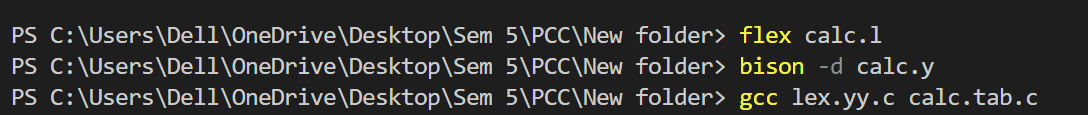 PS C:\Users\Dell\OneDrive\Desktop\Sem 5\PCC\New folder> flex calc.l
PS C:\Users\Dell\OneDrive\Desktop\Sem 5\PCC\New folder> bison -d calc.y
PS C:\Users\Dell\OneDrive\Desktop\Sem 5\PCC\New folder> gcc lex.yy.c calc.tab.c